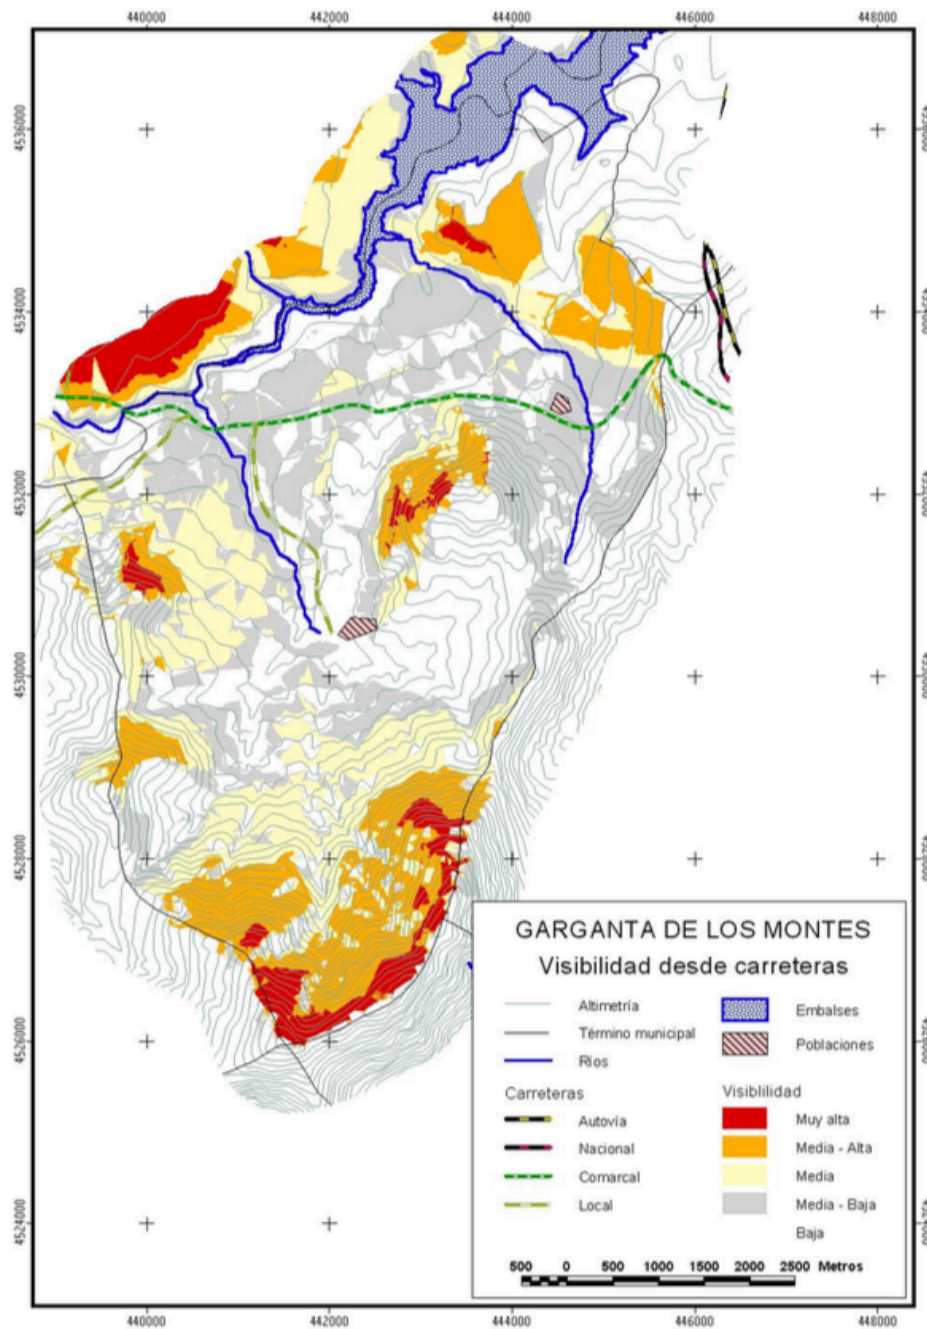 440000 442000 444000 446000 448000
4536000
4534000
4532000
4530000
4528000
4526000
4524000
GARGANTA DE LOS MONTES
Visibilidad desde carreteras
Altimetría
Término municipal
Ríos
Embalses
Poblaciones
Carreteras
Autovía
Nacional
Comarcal
Local
Visiblilidad
Muy alta
Media - Alta
Media
Media - Baja
Baja
500 0 500 1000 1500 2000 2500 Metros
440000 442000 444000 446000 448000